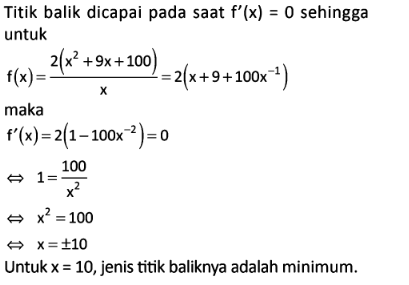 Titik balik dicapai pada saat f’(x) = 0 sehingga
untuk
f(x)= 2(x² +9x+100) / x =2(x+9+100x⁻¹)
maka
f’(x)=2(1−100x⁻²)=0
⇔ 1= 100 / x²
⇔ x² =100
⇔ x=±10
Untuk x = 10, jenis titik baliknya adalah minimum.